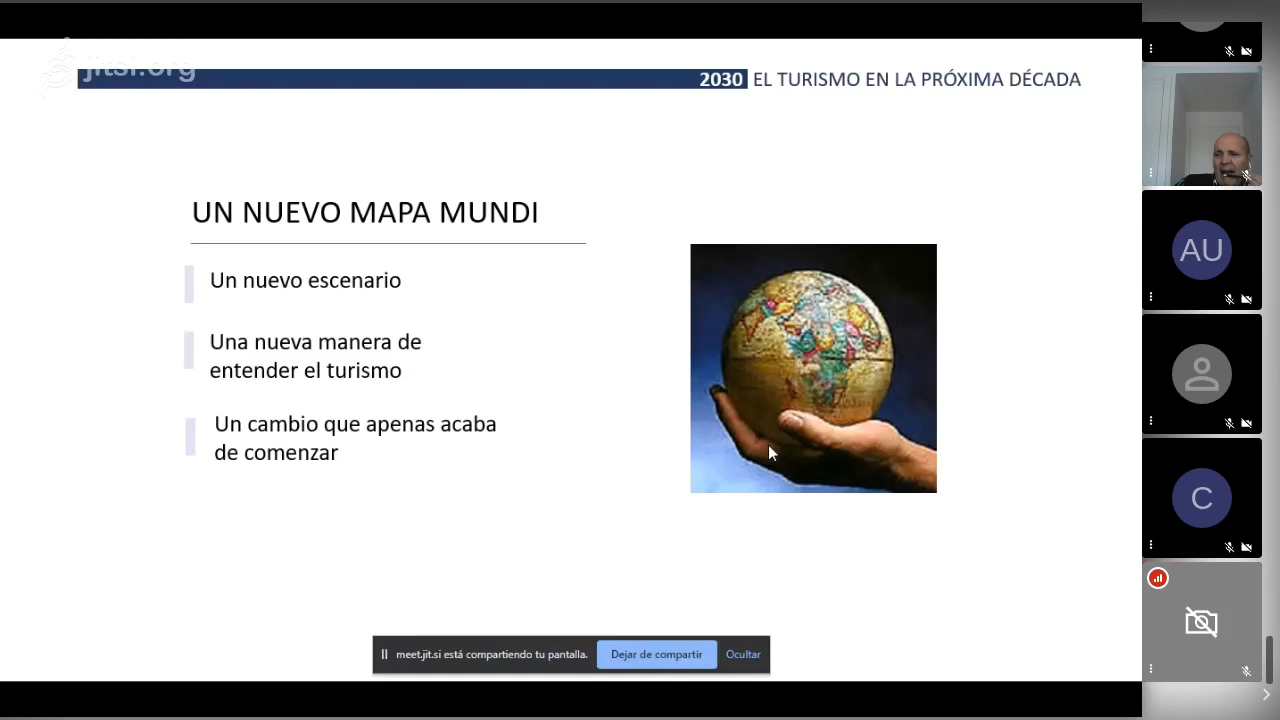 jitsi.org
2030 EL TURISMO EN LA PRÓXIMA DÉCADA
UN NUEVO MAPA MUNDI
Un nuevo escenario
Una nueva manera de
entender el turismo
Un cambio que apenas acaba
de comenzar
meet.jit.si está compartiendo tu pantalla.
Dejar de compartir
Ocultar
AU
C